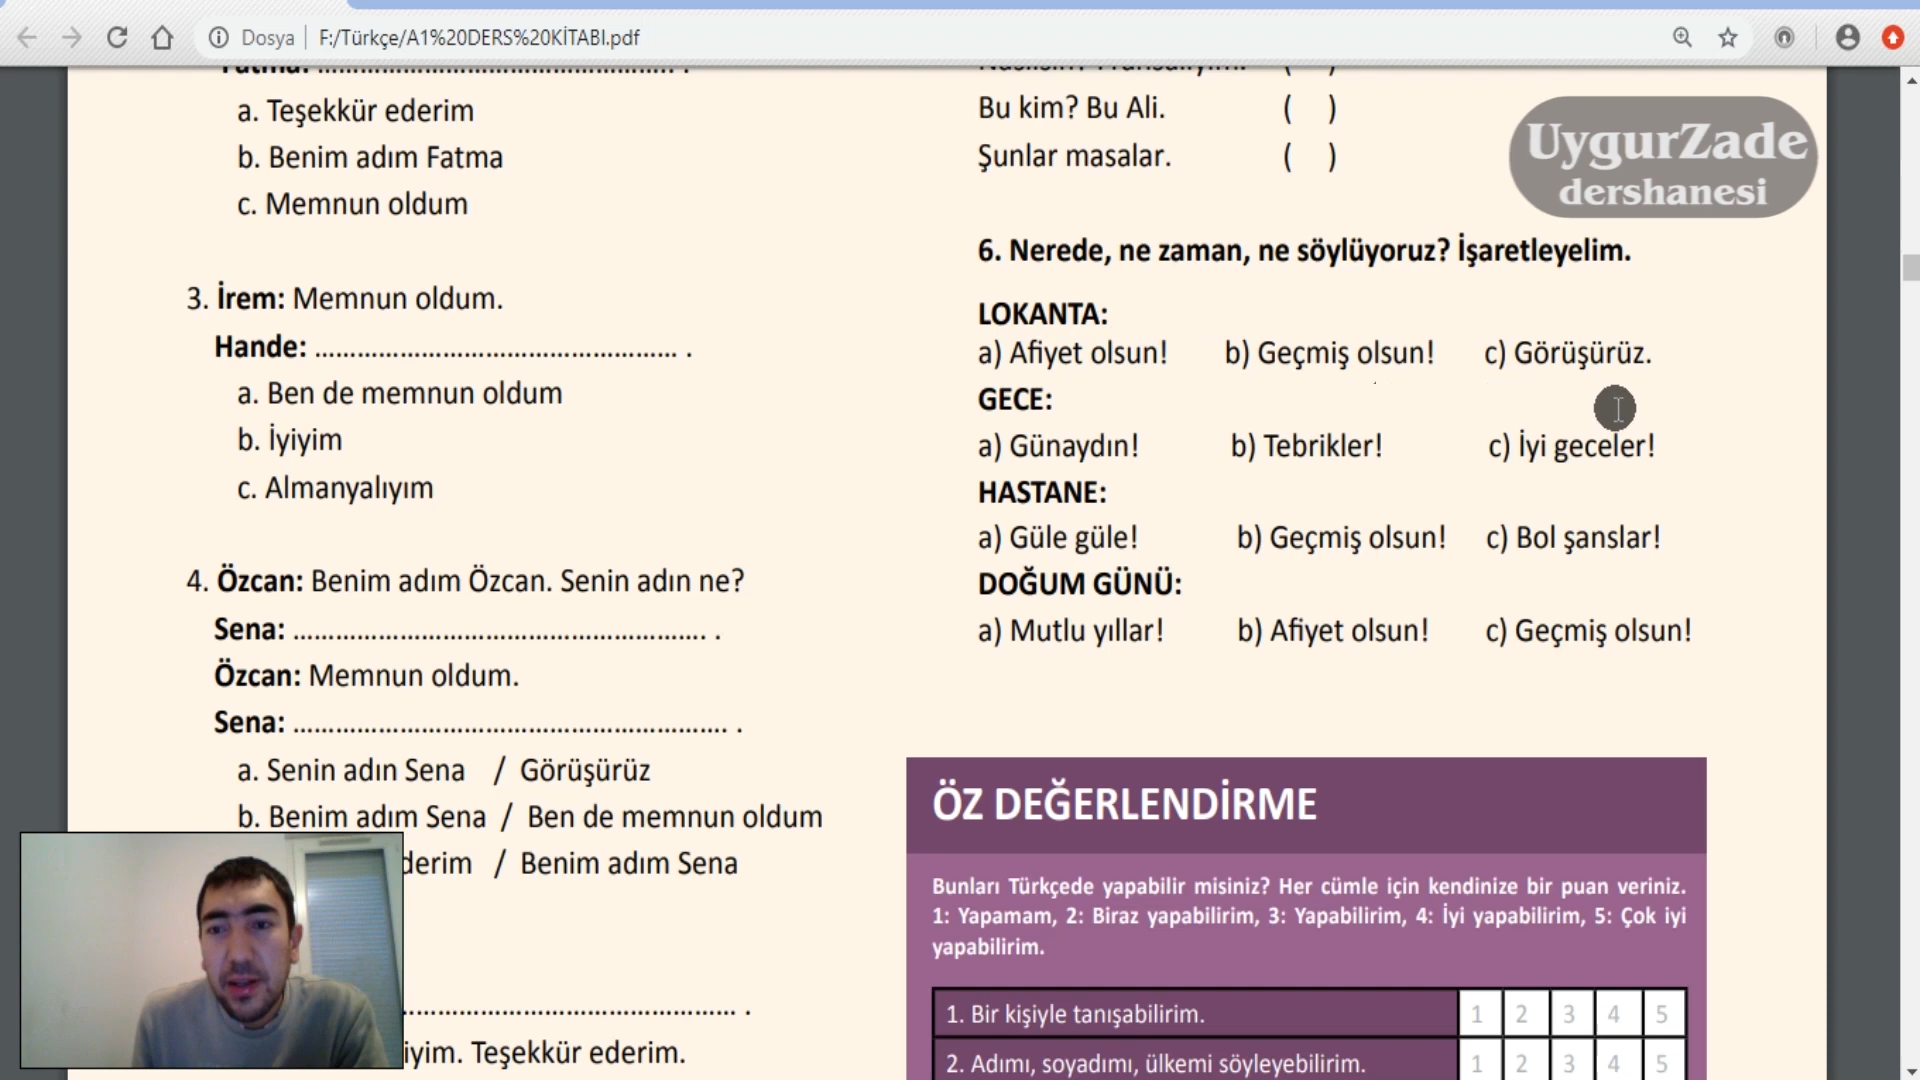 Dosya F:/Türkçe/A1%20DERS%20KİTABI.pdf
a. Teşekkür ederim
b. Benim adım Fatma
c. Memnun oldum
3. İrem: Memnun oldum.
Hande: ........................................................ .
a. Ben de memnun oldum
b. İyiyim
c. Almanyalıyım
4. Özcan: Benim adım Özcan. Senin adın ne?
Sena: ................................................................ .
Özcan: Memnun oldum.
Sena: ................................................................... .
a. Senin adın Sena / Görüşürüz
b. Benim adım Sena / Ben de memnun oldum
derim / Benim adım Sena
................................................... .
iyim. Teşekkür ederim.
Bu kim? Bu Ali. ( )
Şunlar masalar. ( )
UygurZade
dershanesi
6. Nerede, ne zaman, ne söylüyoruz? İşaretleyelim.
LOKANTA:
a) Afiyet olsun! b) Geçmiş olsun! c) Görüşürüz.
GECE:
a) Günaydın! b) Tebrikler! c) İyi geceler!
HASTANE:
a) Güle güle! b) Geçmiş olsun! c) Bol şanslar!
DOĞUM GÜNÜ:
a) Mutlu yıllar! b) Afiyet olsun! c) Geçmiş olsun!
ÖZ DEĞERLENDİRME
Bunları Türkçede yapabilir misiniz? Her cümle için kendinize bir puan veriniz.
1: Yapamam, 2: Biraz yapabilirim, 3: Yapabilirim, 4: İyi yapabilirim, 5: Çok iyi
yapabilirim.
1. Bir kişiyle tanışabilirim. 1 2 3 4 5
2. Adımı, soyadımı, ülkemi söyleyebilirim. 1 2 3 4 5